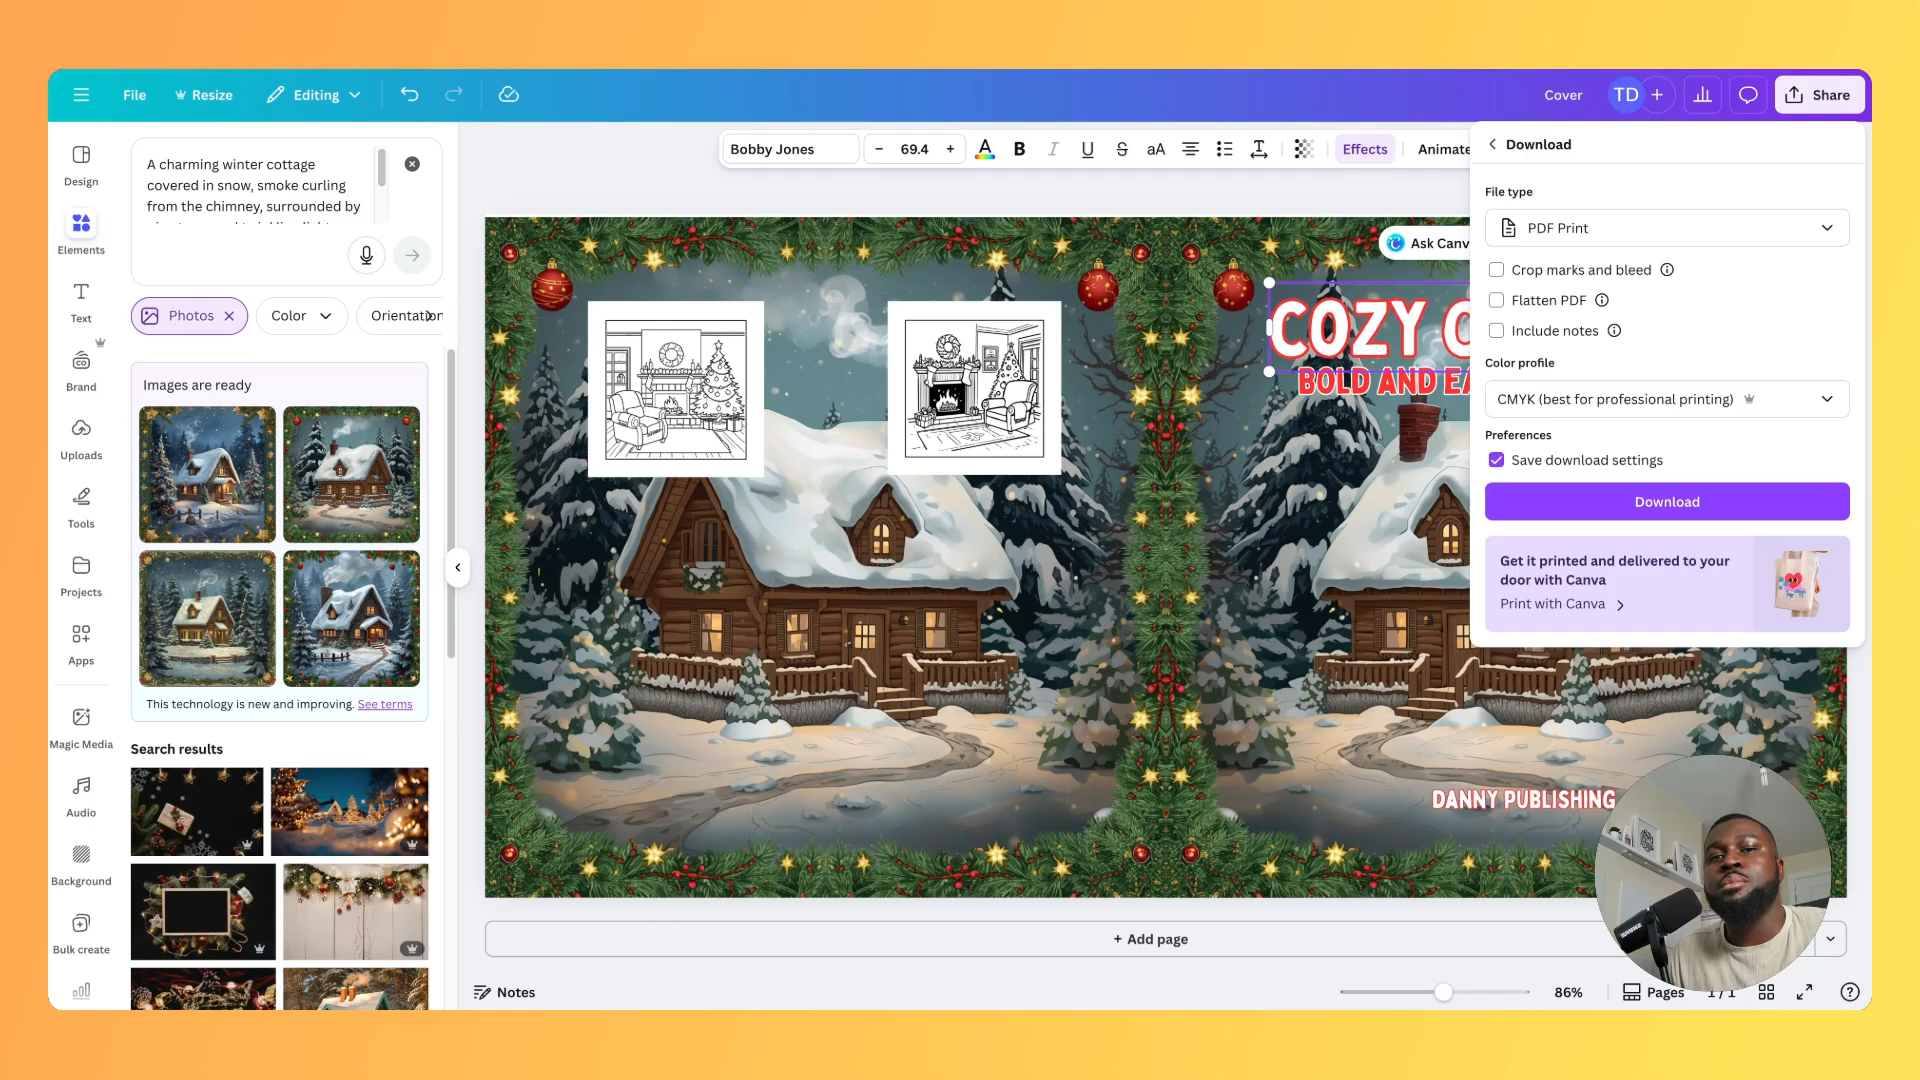 File
Resize
Editing
Cover
TD
Share
Design
Elements
Text
Brand
Uploads
Tools
Projects
Apps
Magic Media
Audio
Background
Bulk create
A charming winter cottage
covered in snow, smoke curling
from the chimney, surrounded by
Photos
Color
Orientation
Images are ready
This technology is new and improving. See terms
Search results
Bobby Jones
− 69.4 +
A B I U S aA
Effects
Animate
Ask Canv
COZY
BOLD AND EA
DANNY PUBLISHING
+ Add page
Notes
86%
Pages
1 / 1
Download
File type
PDF Print
Crop marks and bleed
Flatten PDF
Include notes
Color profile
CMYK (best for professional printing)
Preferences
Save download settings
Download
Get it printed and delivered to your
door with Canva
Print with Canva